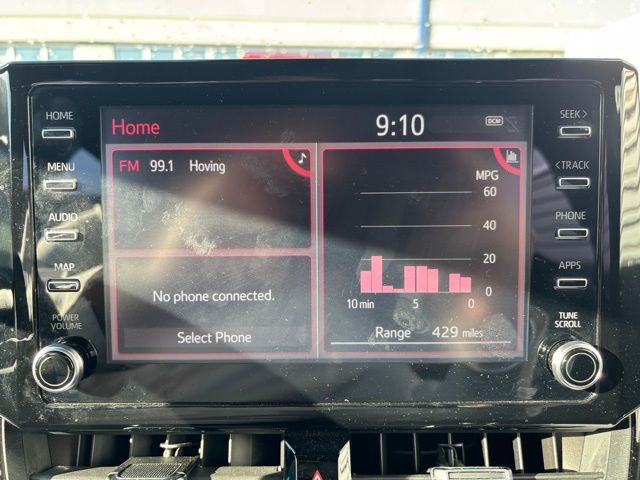 HOME
MENU
AUDIO
MAP
POWER
VOLUME
Home
9:10
DCM
FM 99.1 Hoving
No phone connected.
Select Phone
MPG
60
40
20
0
10 min 5 0
Range 429 miles
SEEK >
< TRACK
PHONE
APPS
TUNE
SCROLL